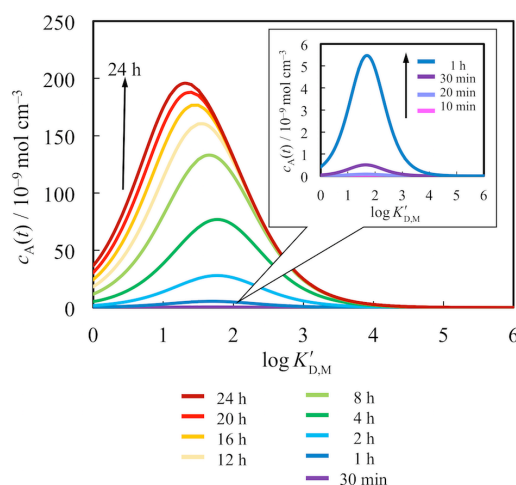 250
200
150
100
50
0
c_A(t) / 10⁻⁹ mol cm⁻³
24 h
0 1 2 3 4 5 6
log K′_D,M
6
5
4
3
2
1
0
c_A(t) / 10⁻⁹ mol cm⁻³
1 h
30 min
20 min
10 min
0 1 2 3 4 5 6
log K′_D,M
24 h
20 h
16 h
12 h
8 h
4 h
2 h
1 h
30 min